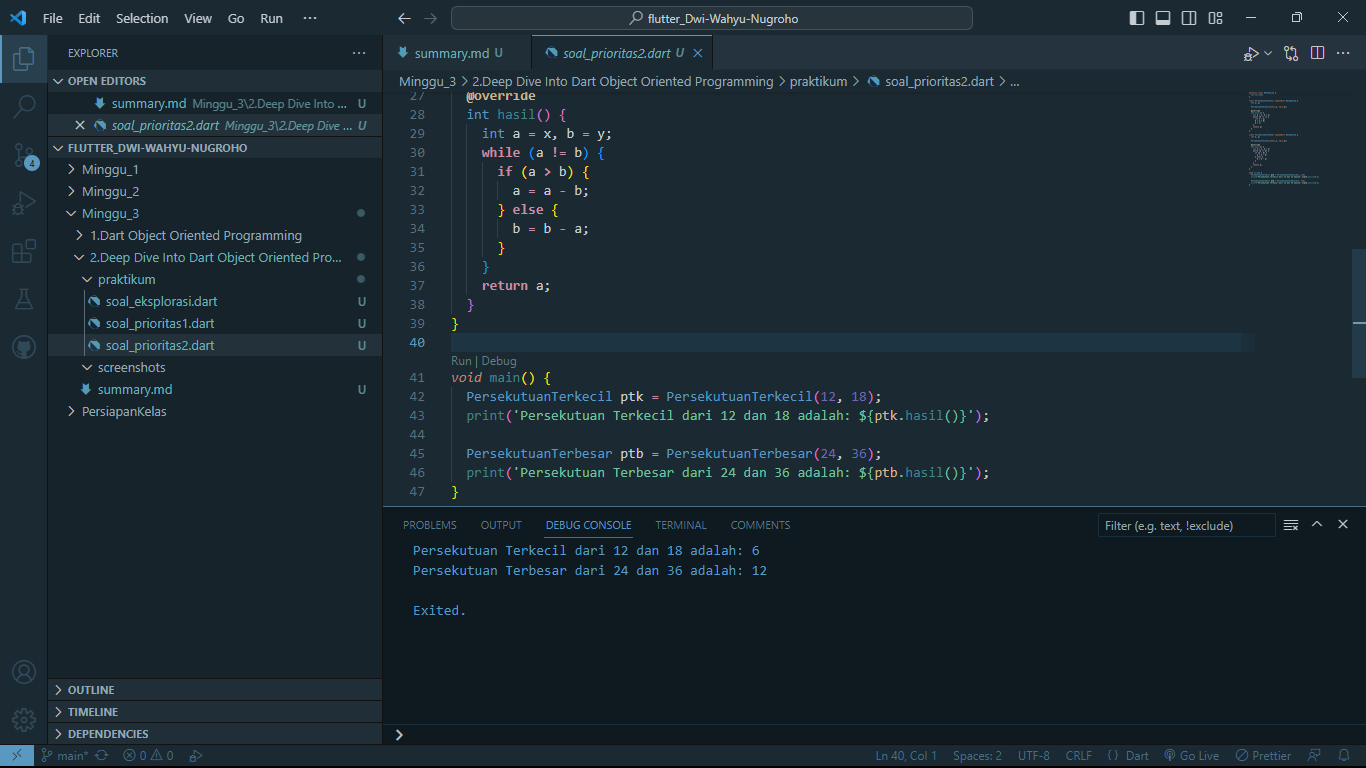 File Edit Selection View Go Run ··· flutter_Dwi-Wahyu-Nugroho
EXPLORER ···
OPEN EDITORS
summary.md Minggu_3\2.Deep Dive Into ... U
soal_prioritas2.dart Minggu_3\2.Deep Dive ... U
FLUTTER_DWI-WAHYU-NUGROHO
Minggu_1
Minggu_2
Minggu_3
1.Dart Object Oriented Programming
2.Deep Dive Into Dart Object Oriented Pro...
praktikum
soal_eksplorasi.dart U
soal_prioritas1.dart U
soal_prioritas2.dart U
screenshots
summary.md U
PersiapanKelas
OUTLINE
TIMELINE
DEPENDENCIES
4
summary.md U soal_prioritas2.dart U
Minggu_3 > 2.Deep Dive Into Dart Object Oriented Programming > praktikum > soal_prioritas2.dart > ...
27 @override
28 int hasil() {
29 int a = x, b = y;
30 while (a != b) {
31 if (a > b) {
32 a = a - b;
33 } else {
34 b = b - a;
35 }
36 }
37 return a;
38 }
39 }
40
Run | Debug
41 void main() {
42 PersekutuanTerkecil ptk = PersekutuanTerkecil(12, 18);
43 print('Persekutuan Terkecil dari 12 dan 18 adalah: ${ptk.hasil()}');
44
45 PersekutuanTerbesar ptb = PersekutuanTerbesar(24, 36);
46 print('Persekutuan Terbesar dari 24 dan 36 adalah: ${ptb.hasil()}');
47 }
PROBLEMS OUTPUT DEBUG CONSOLE TERMINAL COMMENTS Filter (e.g. text, !exclude)
Persekutuan Terkecil dari 12 dan 18 adalah: 6
Persekutuan Terbesar dari 24 dan 36 adalah: 12
Exited.
main* 0 0 Ln 40, Col 1 Spaces: 2 UTF-8 CRLF {} Dart Go Live Prettier